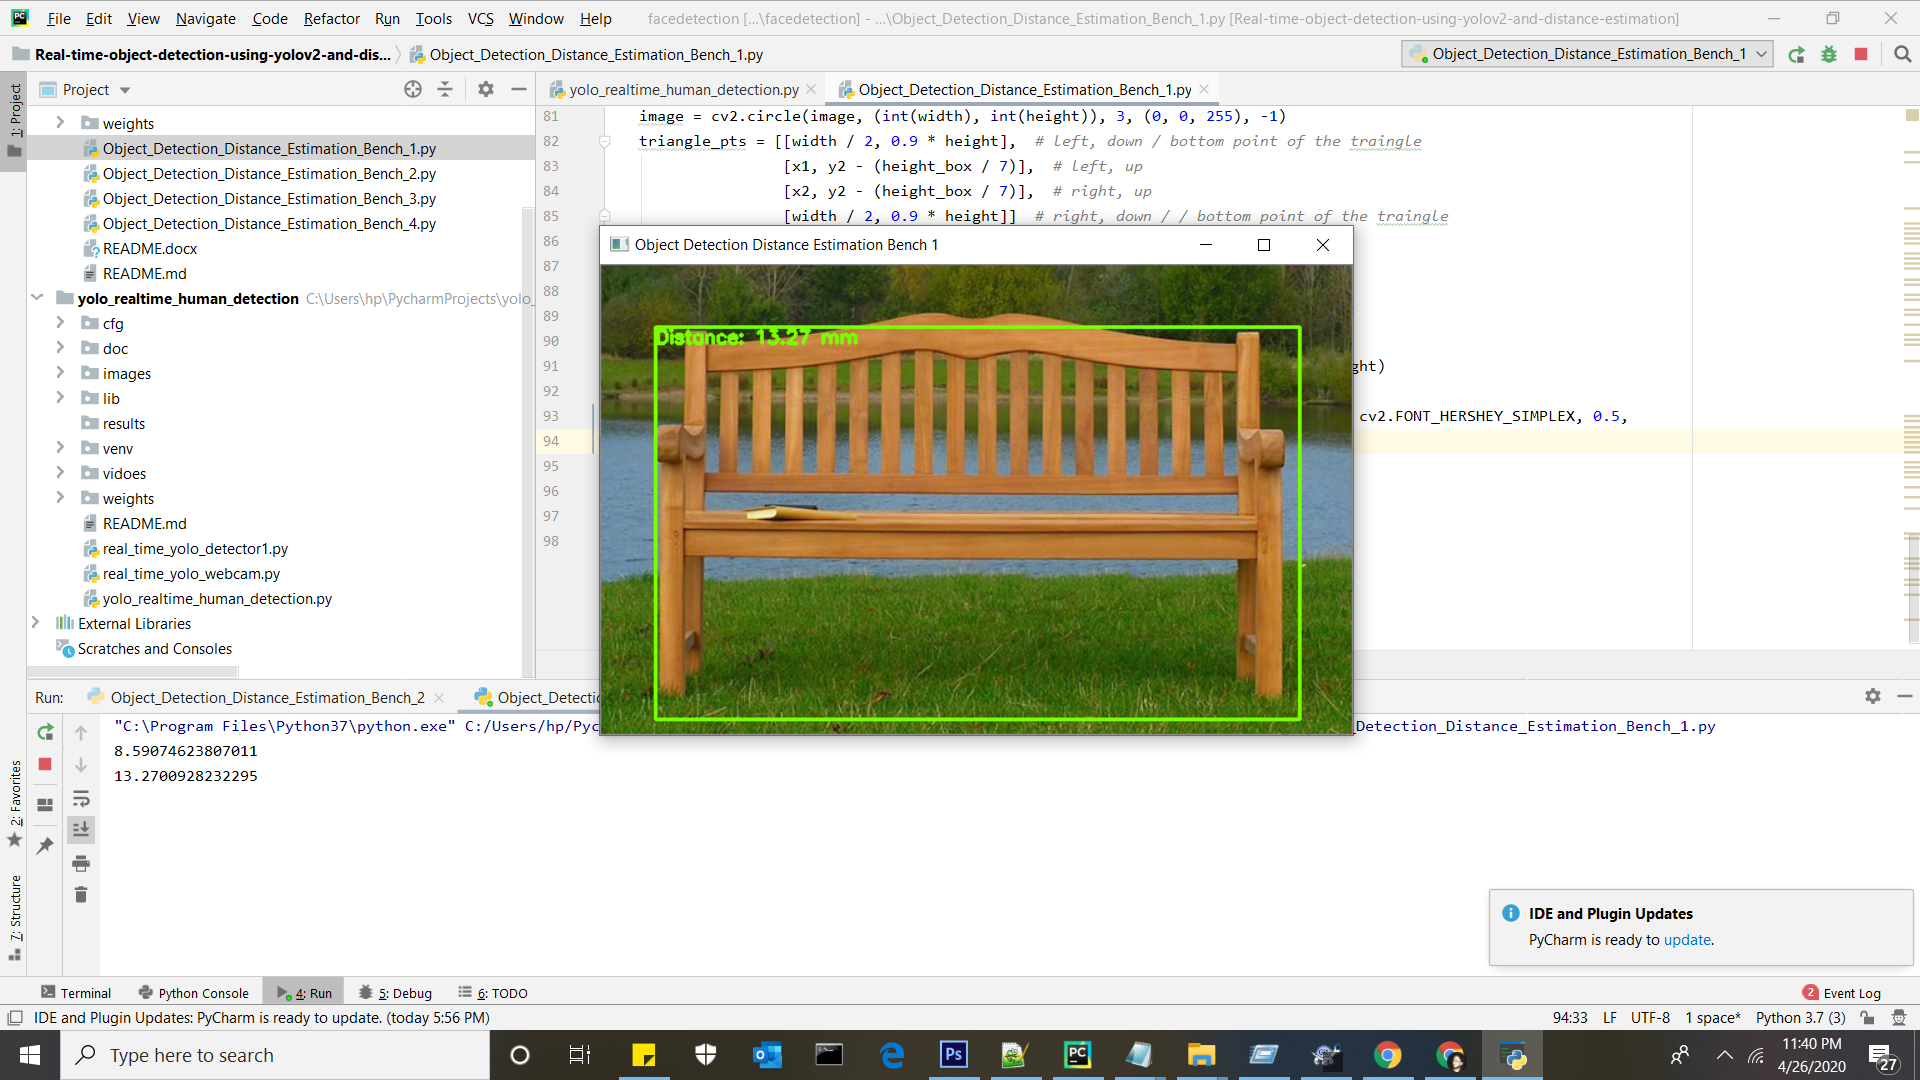 File Edit View Navigate Code Refactor Run Tools VCS Window Help facedetection [...\facedetection] - ...\Object_Detection_Distance_Estimation_Bench_1.py [Real-time-object-detection-using-yolov2-and-distance-estimation]
Real-time-object-detection-using-yolov2-and-dis... Object_Detection_Distance_Estimation_Bench_1.py Object_Detection_Distance_Estimation_Bench_1
1: Project
Project
yolo_realtime_human_detection.py Object_Detection_Distance_Estimation_Bench_1.py
weights
Object_Detection_Distance_Estimation_Bench_1.py
Object_Detection_Distance_Estimation_Bench_2.py
Object_Detection_Distance_Estimation_Bench_3.py
Object_Detection_Distance_Estimation_Bench_4.py
README.docx
README.md
yolo_realtime_human_detection C:\Users\hp\PycharmProjects\yolo_
cfg
doc
images
lib
results
venv
vidoes
weights
README.md
real_time_yolo_detector1.py
real_time_yolo_webcam.py
yolo_realtime_human_detection.py
External Libraries
Scratches and Consoles
81 image = cv2.circle(image, (int(width), int(height)), 3, (0, 0, 255), -1)
82 triangle_pts = [[width / 2, 0.9 * height], # left, down / bottom point of the traingle
83 [x1, y2 - (height_box / 7)], # left, up
84 [x2, y2 - (height_box / 7)], # right, up
85 [width / 2, 0.9 * height]] # right, down / / bottom point of the traingle
86
87
88
89
90
91 ght)
92
93 cv2.FONT_HERSHEY_SIMPLEX, 0.5,
94
95
96
97
98
Object Detection Distance Estimation Bench 1
Distance: 13.27 mm
Run: Object_Detection_Distance_Estimation_Bench_2 Object_Detectio
"C:\Program Files\Python37\python.exe" C:/Users/hp/Pyc _Detection_Distance_Estimation_Bench_1.py
8.59074623807011
13.2700928232295
2: Favorites
7: Structure
IDE and Plugin Updates
PyCharm is ready to update.
Terminal Python Console 4: Run 5: Debug 6: TODO 2 Event Log
IDE and Plugin Updates: PyCharm is ready to update. (today 5:56 PM) 94:33 LF UTF-8 1 space* Python 3.7 (3)
Type here to search
Ps
PC
11:40 PM
4/26/2020
27